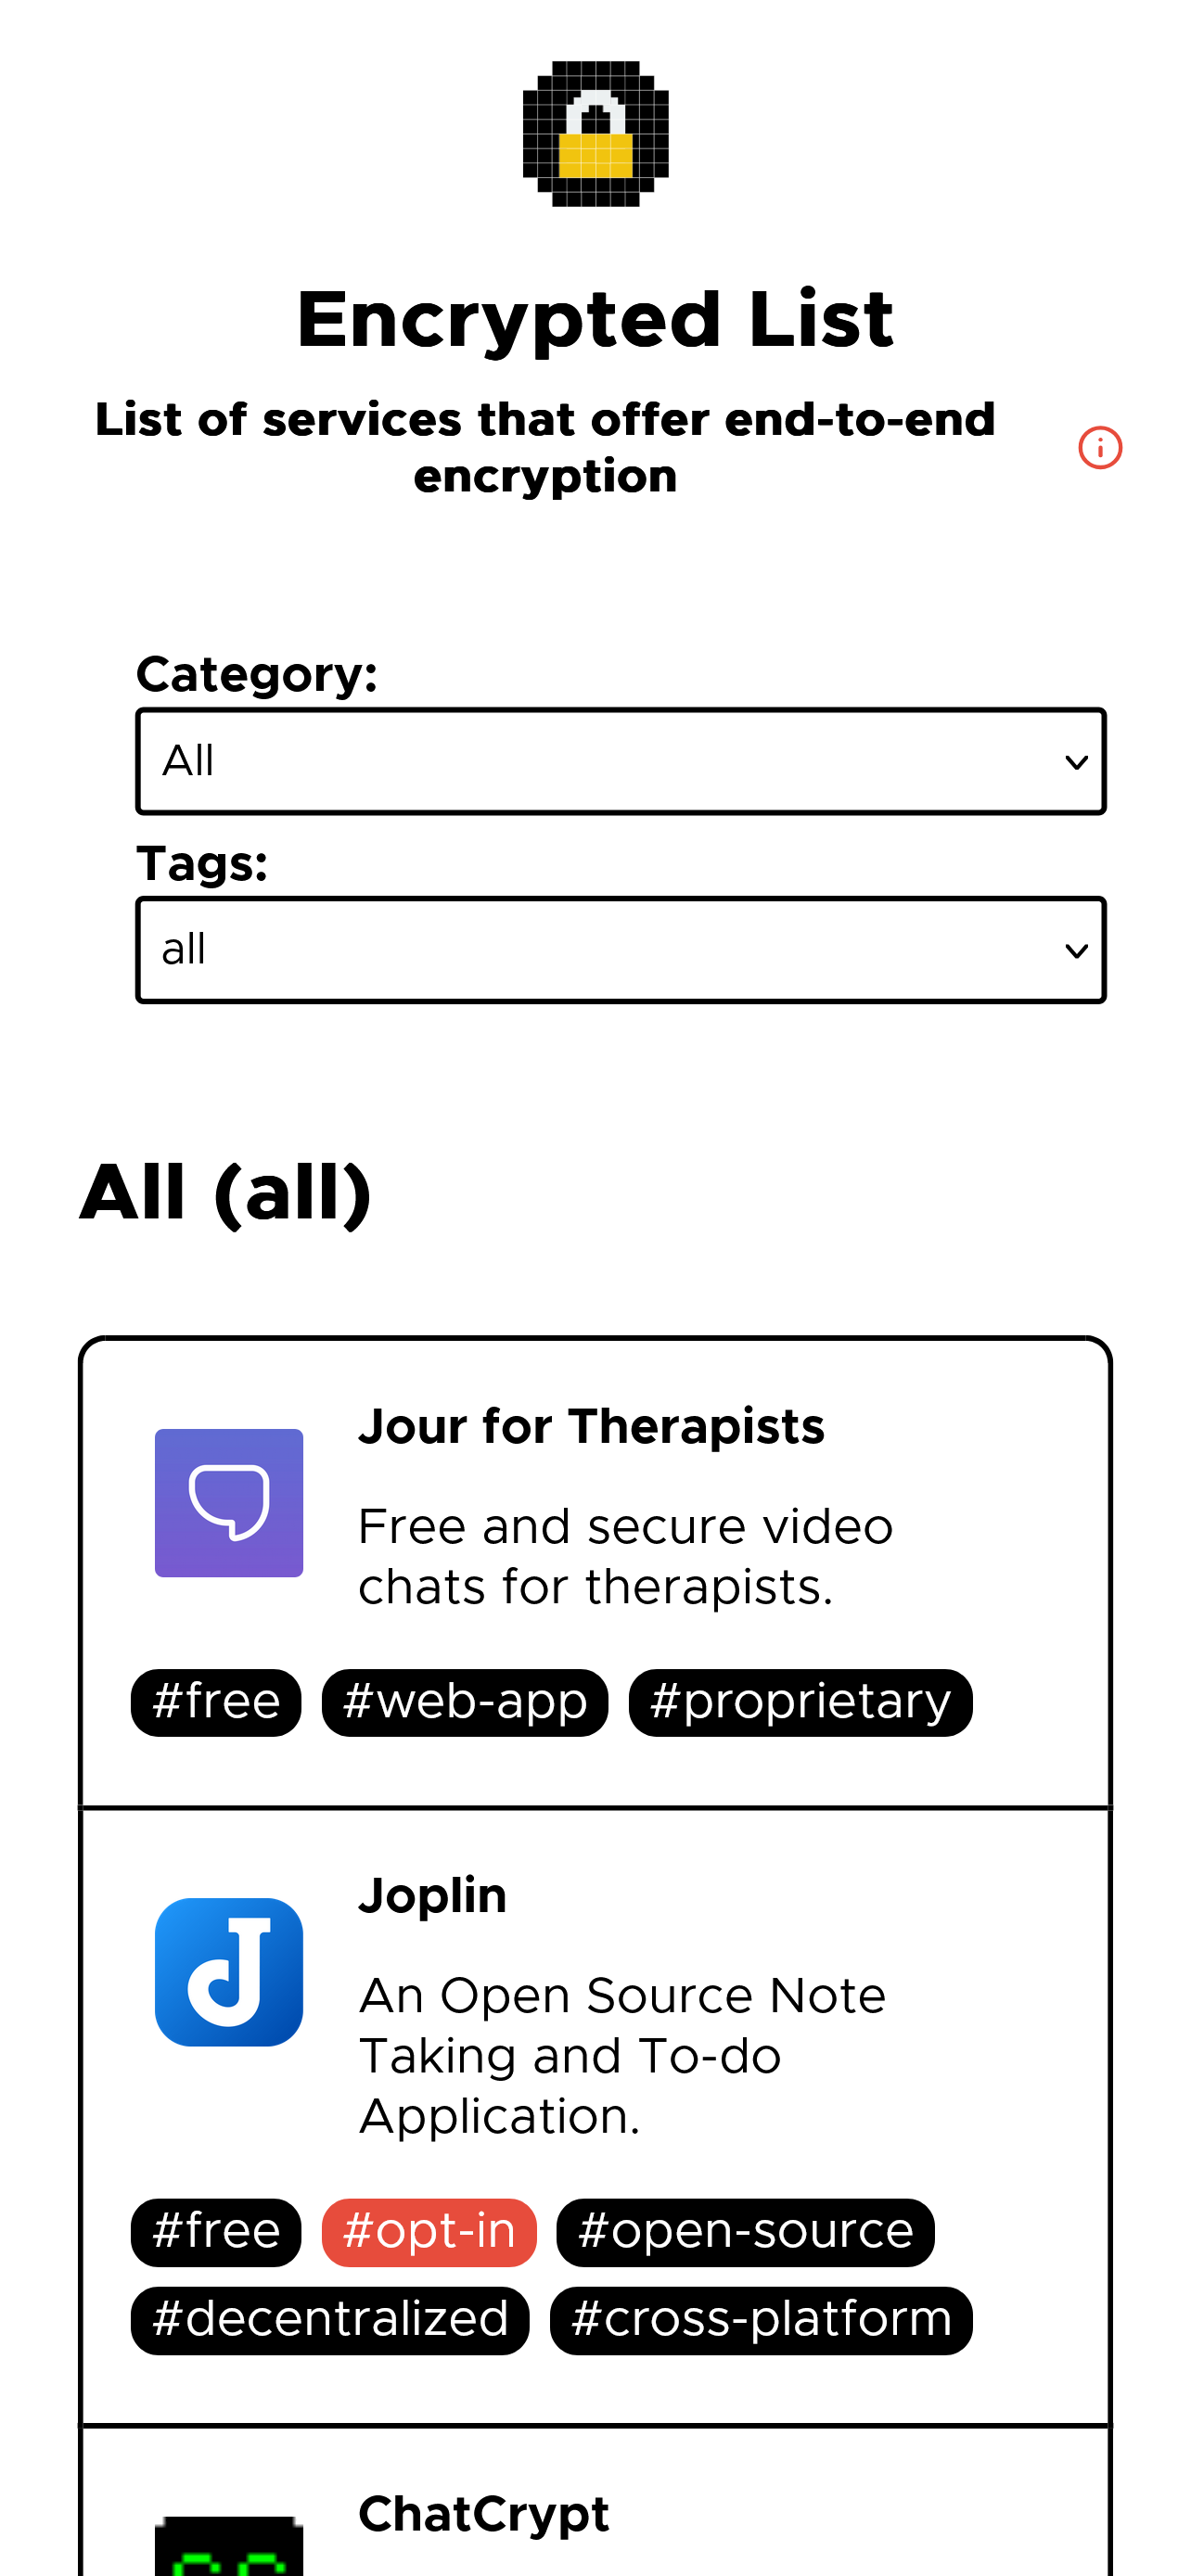 Encrypted List
List of services that offer end-to-end
encryption
Category:
All
Tags:
all
All (all)
Jour for Therapists
Free and secure video
chats for therapists.
#free #web-app #proprietary
Joplin
An Open Source Note
Taking and To-do
Application.
#free #opt-in #open-source
#decentralized #cross-platform
ChatCrypt